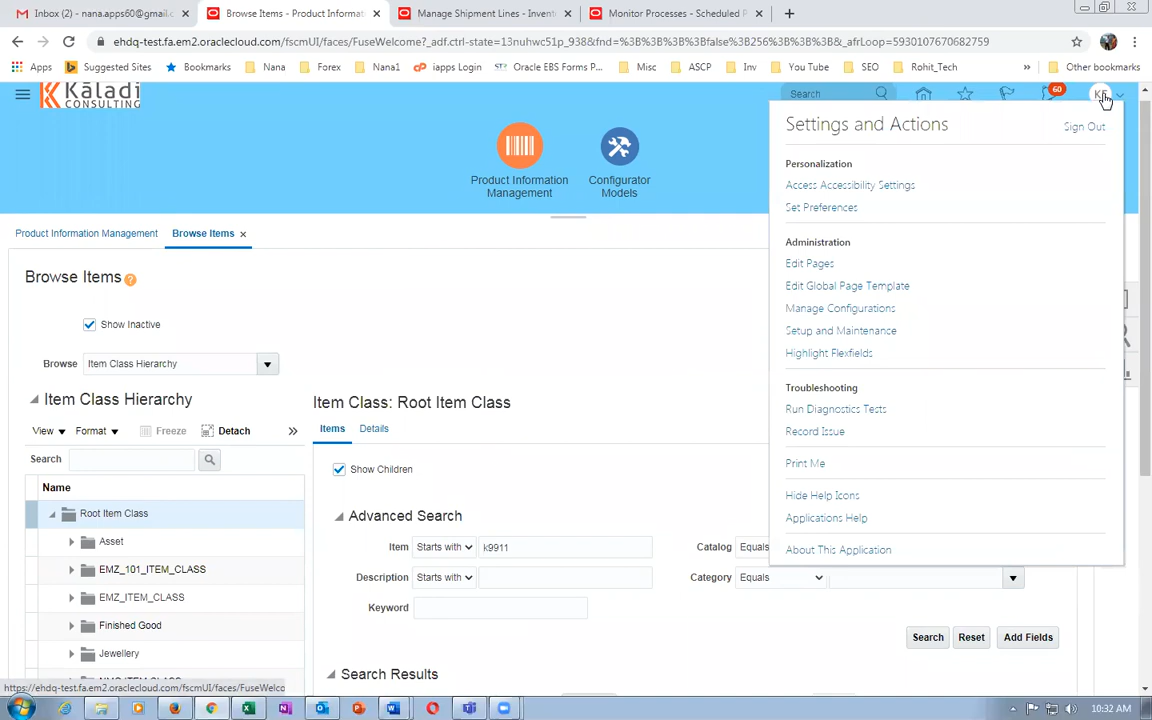 Inbox (2) - nana.apps60@gmail.c
Browse Items - Product Informat
Manage Shipment Lines - Invent
Monitor Processes - Scheduled P
ehdq-test.fa.em2.oraclecloud.com/fscmUI/faces/FuseWelcome?_adf.ctrl-state=13nuhwc51p_938&fnd=%3B%3B%3B%3Bfalse%3B256%3B%3B%3B&_afrLoop=5930107670682759
Apps Suggested Sites Bookmarks Nana Forex Nana1 iapps Login Oracle EBS Forms P... Misc ASCP Inv You Tube SEO Rohit_Tech » Other bookmarks
Kaladi
CONSULTING
Search
60
Settings and Actions
Sign Out
Product Information
Management
Configurator
Models
Personalization
Access Accessibility Settings
Set Preferences
Administration
Edit Pages
Edit Global Page Template
Manage Configurations
Setup and Maintenance
Highlight Flexfields
Troubleshooting
Run Diagnostics Tests
Record Issue
Print Me
Hide Help Icons
Applications Help
About This Application
Product Information Management
Browse Items
Browse Items
Show Inactive
Browse Item Class Hierarchy
Item Class Hierarchy
View Format Freeze Detach »
Search
Name
Root Item Class
Asset
EMZ_101_ITEM_CLASS
EMZ_ITEM_CLASS
Finished Good
Jewellery
Item Class: Root Item Class
Items Details
Show Children
Advanced Search
Item Starts with k9911
Catalog Equals
Description Starts with
Category Equals
Keyword
Search Reset Add Fields
Search Results
https://ehdq-test.fa.em2.oraclecloud.com/fscmUI/faces/FuseWelco
10:32 AM